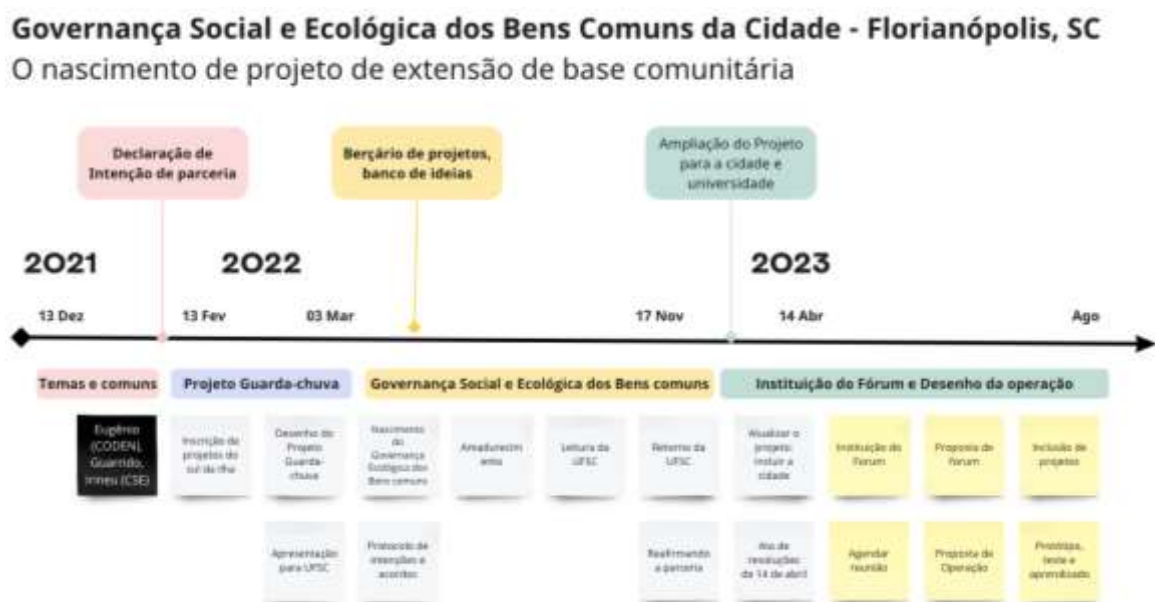 Governança Social e Ecológica dos Bens Comuns da Cidade - Florianópolis, SC
O nascimento de projeto de extensão de base comunitária
Declaração de
Intenção de parceria
Berçário de projetos,
banco de ideias
Ampliação do Projeto
para a cidade e
universidade
2021
2022
2023
13 Dez
13 Fev
03 Mar
17 Nov
14 Abr
Ago
Temas e comuns
Projeto Guarda-chuva
Governança Social e Ecológica dos Bens comuns
Instituição do Fórum e Desenho da operação
Eugênio
(CODEN),
Guarrido,
Irineu (CSE)
Inscrição de
projetos do
sul da Ilha
Desenho do
Projeto
Guarda-
chuva
Nascimento
do
Governança
Ecológica dos
Bens comuns
Amadurecim
ento
Leitura da
UFSC
Retorno da
UFSC
Atualizar o
projeto:
incluir a
cidade
Instituição do
Forum
Proposta de
forum
Inclusão de
projetos
Apresentação
para UFSC
Protocolo de
intenções e
acordos
Reafirmando
a parceria
Ata de
resoluções
da 14 de abril
Agendar
reunião
Proposta de
Operação
Protótipo,
teste e
aprendizado